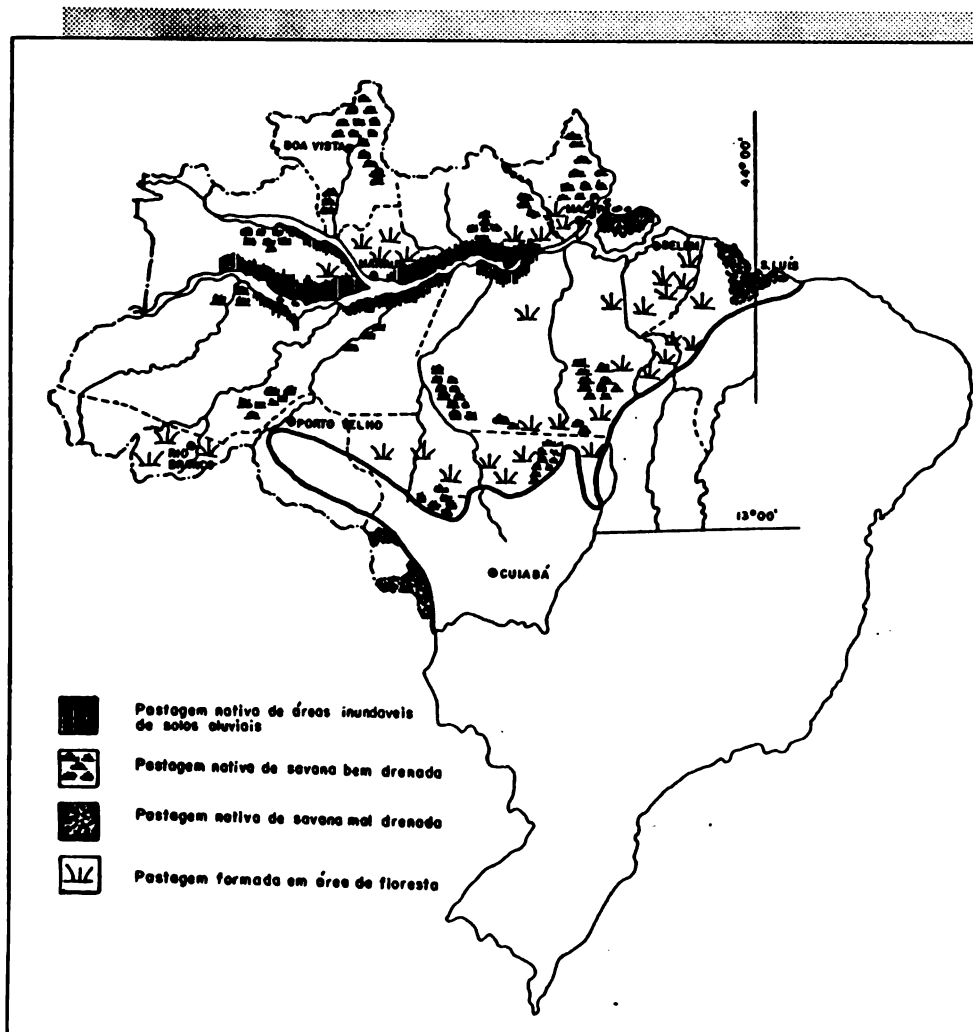 BOA VISTA
44° 00'
BELÉM
S. LUÍS
PORTO VELHO
RIO
BRANCO
13° 00'
CUIABÁ
Pastagem nativa de áreas inundaveis
de solos aluviais
Pastagem nativa de savana bem drenada
Pastagem nativa de savana mal drenada
Pastagem formada em área de floresta